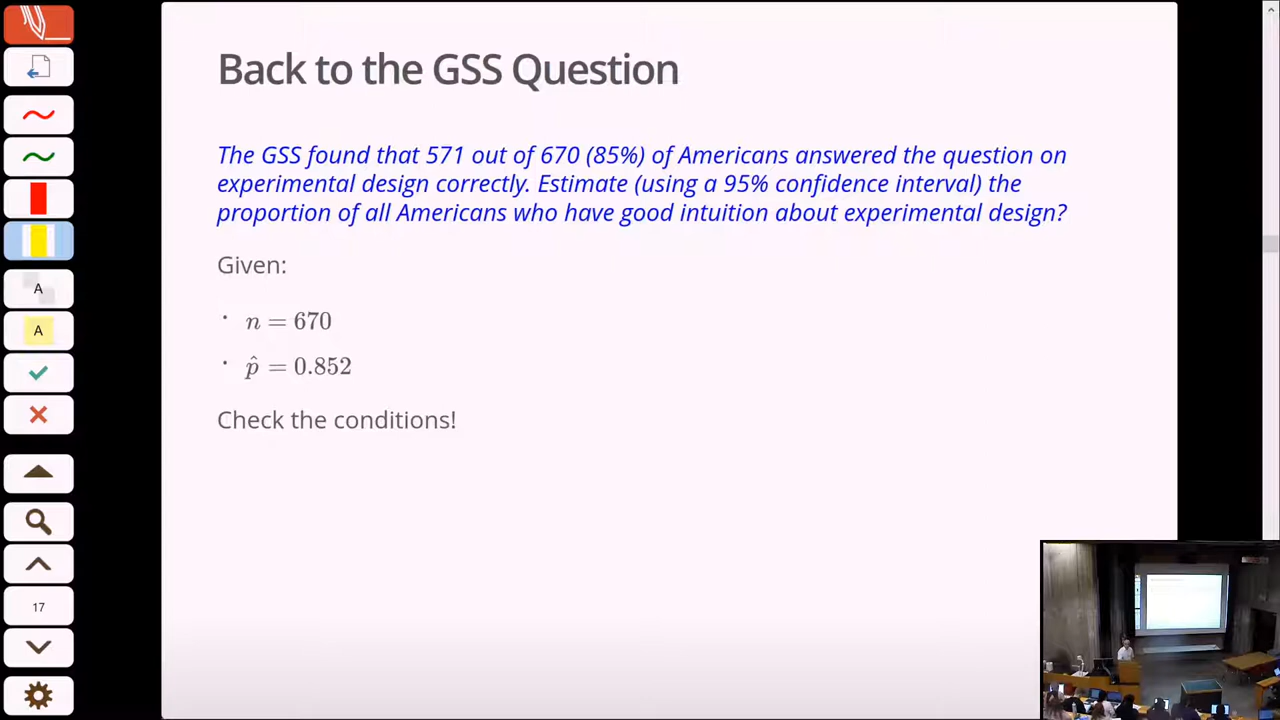 Back to the GSS Question
The GSS found that 571 out of 670 (85%) of Americans answered the question on
experimental design correctly. Estimate (using a 95% confidence interval) the
proportion of all Americans who have good intuition about experimental design?
Given:
· n = 670
· p̂ = 0.852
Check the conditions!
A
A
17